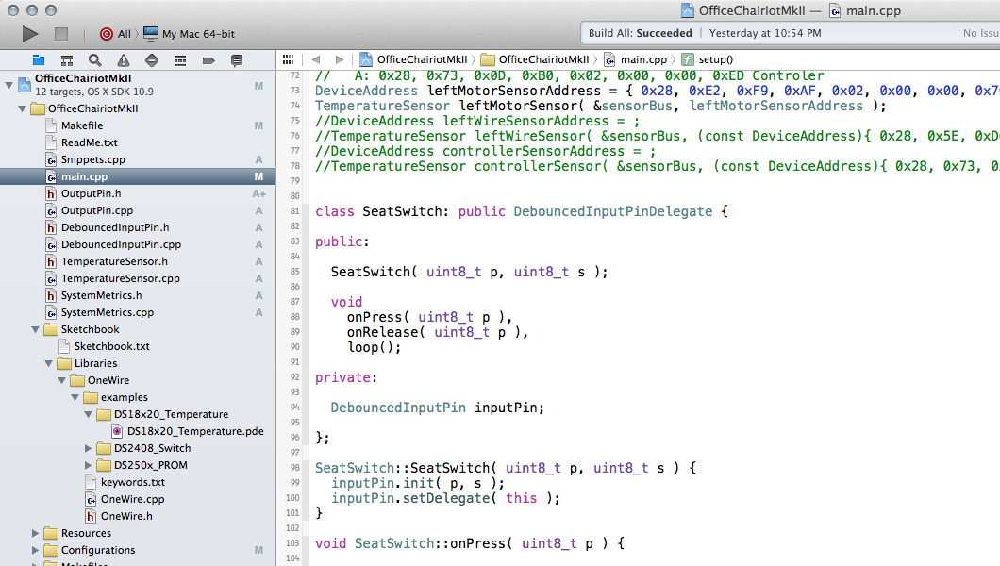 OfficeChairiotMkII — main.cpp
All
My Mac 64-bit
Build All: Succeeded | Yesterday at 10:54 PM
No Issu
OfficeChairiotMkII
12 targets, OS X SDK 10.9
M
OfficeChairiotMkII
Makefile M
ReadMe.txt
Snippets.cpp A
main.cpp M
OutputPin.h A+
OutputPin.cpp A
DebouncedInputPin.h A
DebouncedInputPin.cpp A
TemperatureSensor.h A
TemperatureSensor.cpp A
SystemMetrics.h A
SystemMetrics.cpp A
Sketchbook
Sketchbook.txt
Libraries
OneWire
examples
DS18x20_Temperature
DS18x20_Temperature.pde
DS2408_Switch
DS250x_PROM
keywords.txt
OneWire.cpp
OneWire.h
Resources
Configurations M
Makefiles
OfficeChairiotMkII OfficeChairiotMkII main.cpp setup()
72 // A: 0x28, 0x73, 0x0D, 0xB0, 0x02, 0x00, 0x00, 0xED Controler
73 DeviceAddress leftMotorSensorAddress = { 0x28, 0xE2, 0xF9, 0xAF, 0x02, 0x00, 0x00, 0x7
74 TemperatureSensor leftMotorSensor( &sensorBus, leftMotorSensorAddress );
75 //DeviceAddress leftWireSensorAddress = ;
76 //TemperatureSensor leftWireSensor( &sensorBus, (const DeviceAddress){ 0x28, 0x5E, 0xD
77 //DeviceAddress controllerSensorAddress = ;
78 //TemperatureSensor controllerSensor( &sensorBus, (const DeviceAddress){ 0x28, 0x73, 0
79
80
81 class SeatSwitch: public DebouncedInputPinDelegate {
82
83 public:
84
85 SeatSwitch( uint8_t p, uint8_t s );
86
87 void
88 onPress( uint8_t p ),
89 onRelease( uint8_t p ),
90 loop();
91
92 private:
93
94 DebouncedInputPin inputPin;
95
96 };
97
98 SeatSwitch::SeatSwitch( uint8_t p, uint8_t s ) {
99 inputPin.init( p, s );
100 inputPin.setDelegate( this );
101 }
102
103 void SeatSwitch::onPress( uint8_t p ) {
104